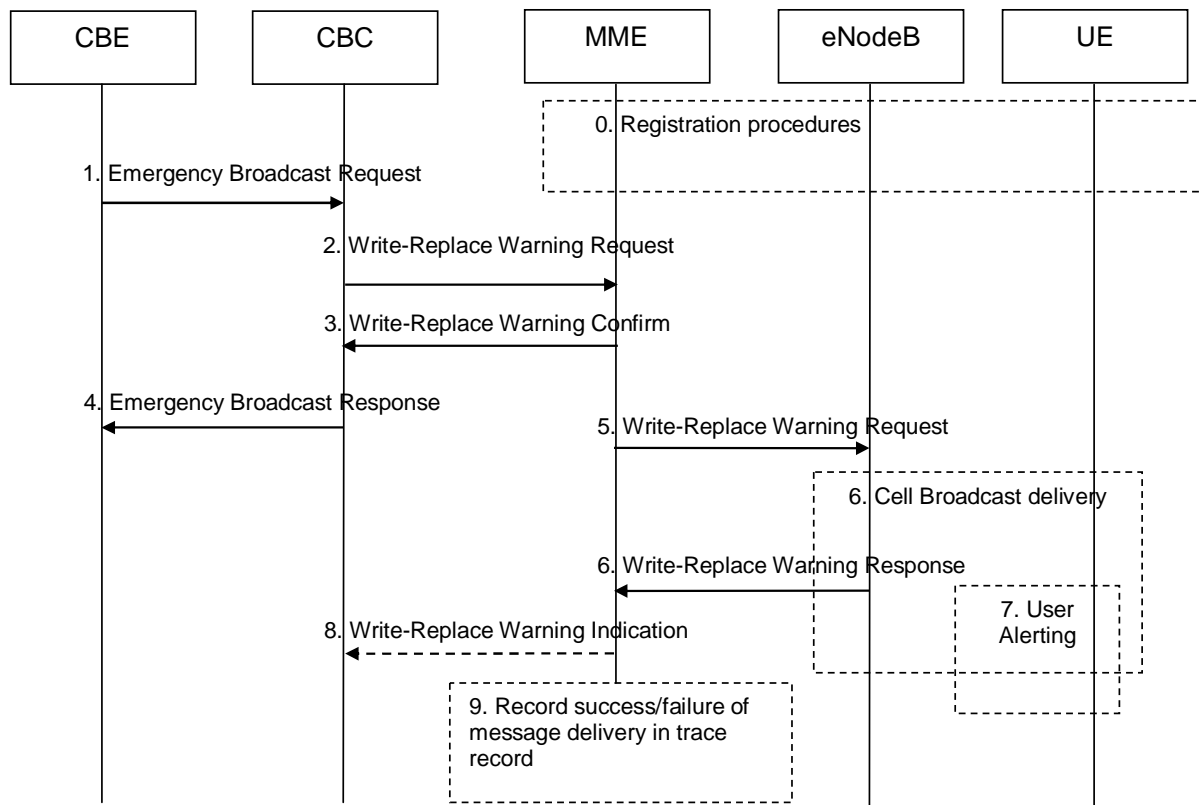 CBE
CBC
MME
eNodeB
UE
0. Registration procedures
1. Emergency Broadcast Request
2. Write-Replace Warning Request
3. Write-Replace Warning Confirm
4. Emergency Broadcast Response
5. Write-Replace Warning Request
6. Cell Broadcast delivery
6. Write-Replace Warning Response
7. User
Alerting
8. Write-Replace Warning Indication
9. Record success/failure of
message delivery in trace
record